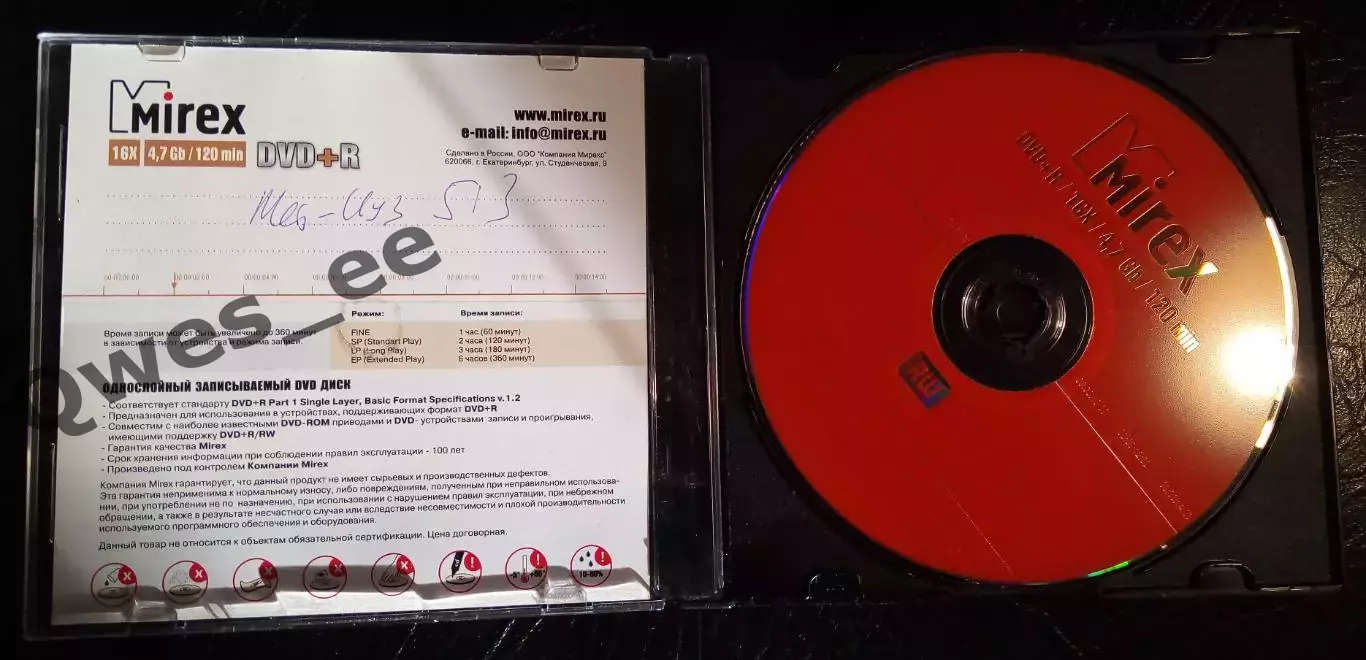 Mirex
16X 4,7 Gb / 120 min DVD+R
www.mirex.ru
e-mail: info@mirex.ru
Сделано в России, ООО "Компания Мирекс"
620066, г. Екатеринбург, ул. Студенческая, 9
513
Qwes_ee
Время записи может быть увеличено до 360 минут
в зависимости от устройства и режима записи.
Режим: Время записи:
FINE 1 час (60 минут)
SP (Standart Play) 2 часа (120 минут)
LP (Long Play) 3 часа (180 минут)
EP (Extended Play) 6 часов (360 минут)
ОДНОСЛОЙНЫЙ ЗАПИСЫВАЕМЫЙ DVD ДИСК
- Соответствует стандарту DVD+R Part 1 Single Layer, Basic Format Specifications v.1.2
- Предназначен для использования в устройствах, поддерживающих формат DVD+R
- Совместим с наиболее известными DVD-ROM приводами и DVD- устройствами записи и проигрывания,
имеющими поддержку DVD+R/RW
- Гарантия качества Mirex
- Срок хранения информации при соблюдении правил эксплуатации - 100 лет
- Произведено под контролем Компании Mirex
Компания Mirex гарантирует, что данный продукт не имеет сырьевых и производственных дефектов.
Эта гарантия неприменима к нормальному износу, либо повреждениям, полученным при неправильном использова-
нии, при употреблении не по назначению, при использовании с нарушением правил эксплуатации, при небрежном
обращении, а также в результате несчастного случая или вследствие несовместимости и плохой производительности
используемого программного обеспечения и оборудования.
Данный товар не относится к объектам обязательной сертификации. Цена договорная.
10-80%
Mirex
DVD+R / 16X / 4,7 Gb / 120 min
RW